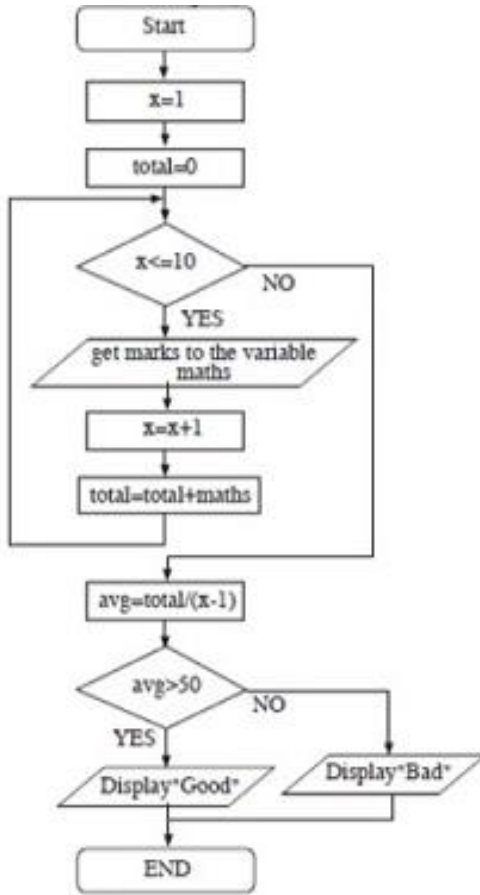 Start
x=1
total=0
x<=10
NO
YES
get marks to the variable
maths
x=x+1
total=total+maths
avg=total/(x-1)
avg>50
NO
YES
Display"Good"
Display"Bad"
END